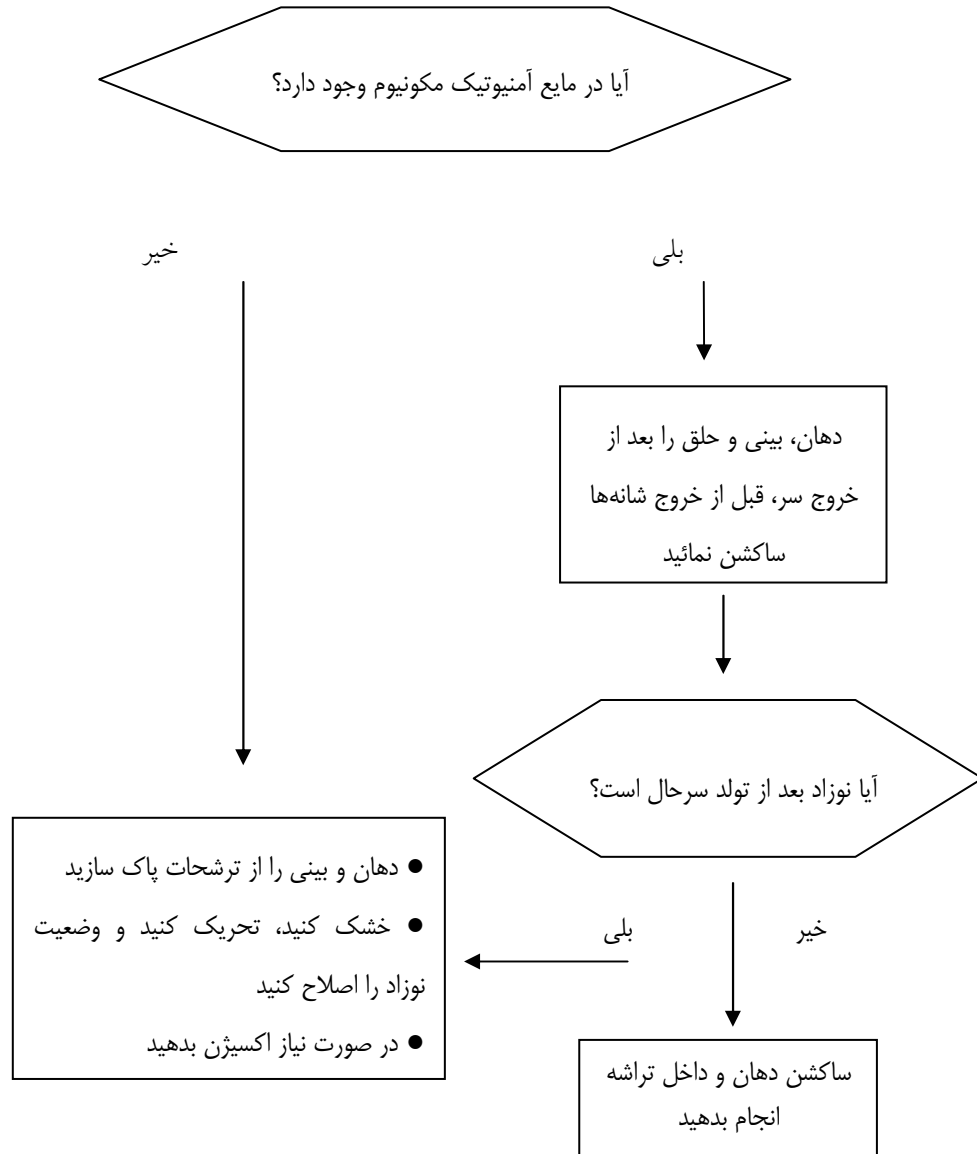 آیا در مایع آمنیوتیک مکونیوم وجود دارد؟
بلی
خیر
دهان، بینی و حلق را بعد از
خروج سر، قبل از خروج شانه‌ها
ساکشن نمائید
آیا نوزاد بعد از تولد سرحال است؟
خیر
بلی
● دهان و بینی را از ترشحات پاک سازید
● خشک کنید، تحریک کنید و وضعیت
نوزاد را اصلاح کنید
● در صورت نیاز اکسیژن بدهید
ساکشن دهان و داخل تراشه
انجام بدهید